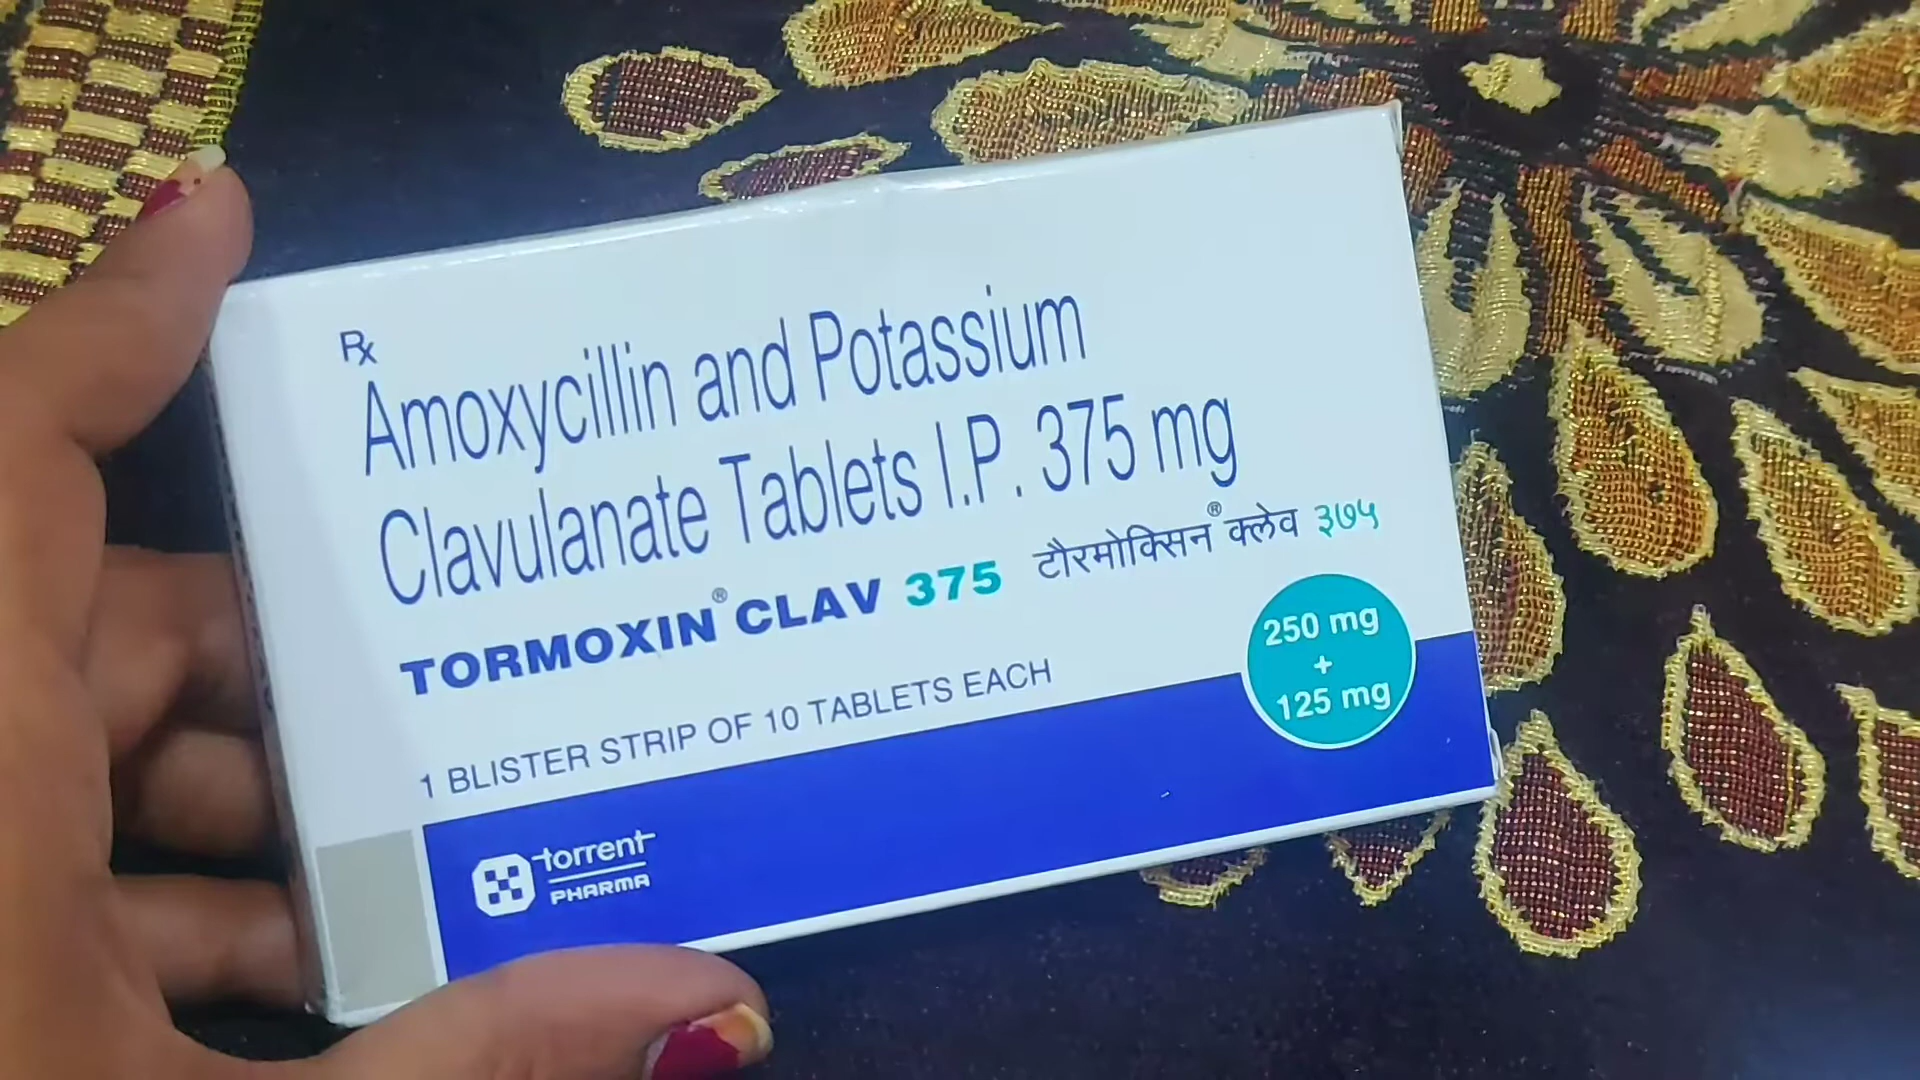 Rx
Amoxycillin and Potassium
Clavulanate Tablets I.P. 375 mg
TORMOXIN® CLAV 375 टौरमोक्सिन® क्लेव ३७५
1 BLISTER STRIP OF 10 TABLETS EACH
250 mg
+
125 mg
torrent
PHARMA